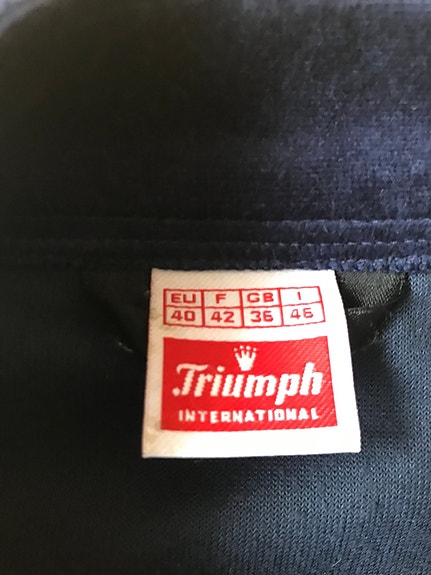 EU F GB I
40 42 36 46
Triumph
INTERNATIONAL